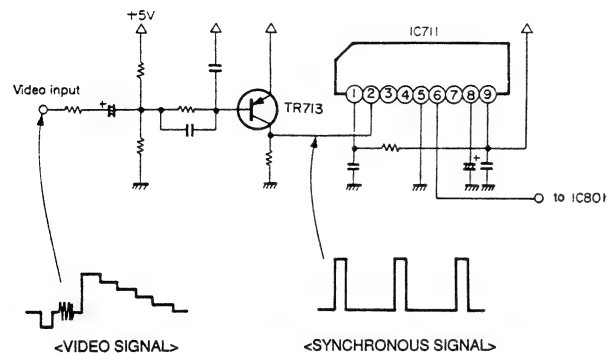 +5V
IC711
Video input
+
TR713
1 2 3 4 5 6 7 8 9
+
to IC801
<VIDEO SIGNAL>
<SYNCHRONOUS SIGNAL>